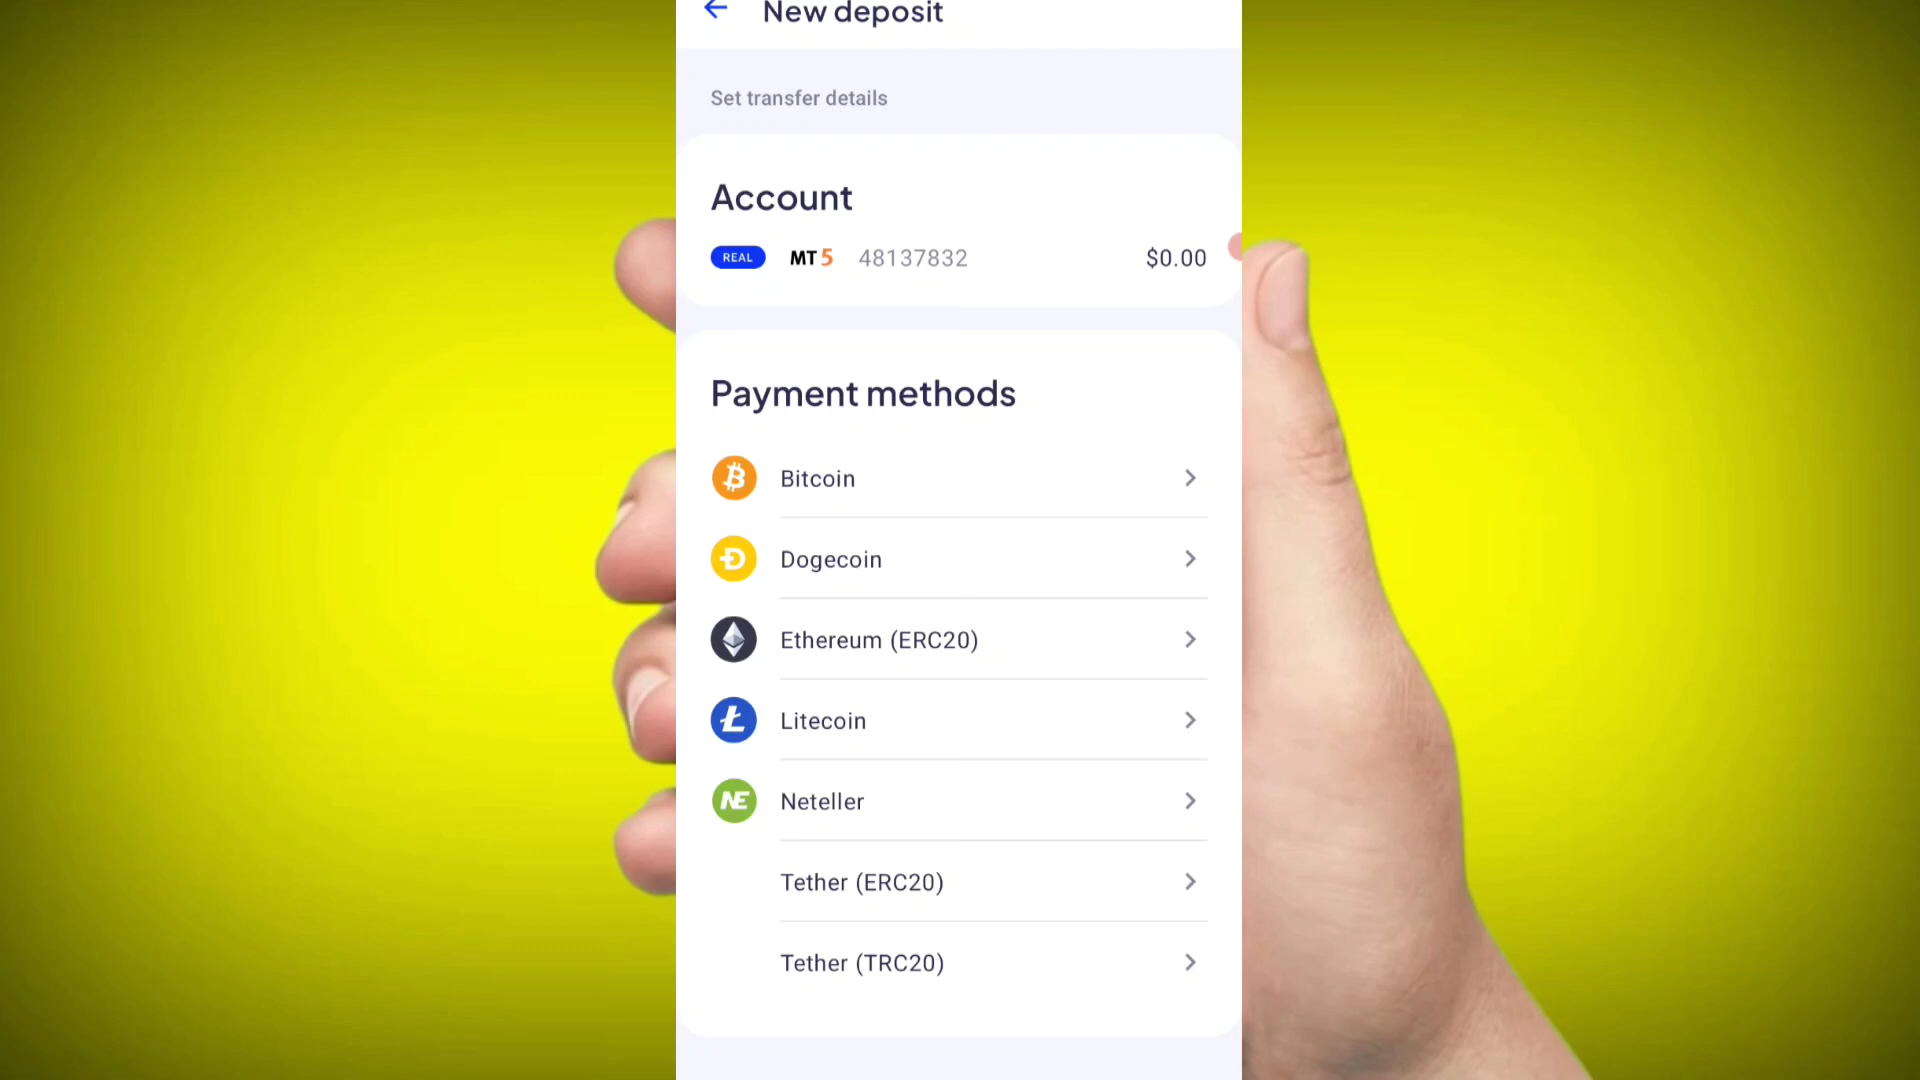 New deposit
Set transfer details
Account
REAL MT5 48137832 $0.00
Payment methods
Bitcoin
Dogecoin
Ethereum (ERC20)
Litecoin
NE Neteller
Tether (ERC20)
Tether (TRC20)